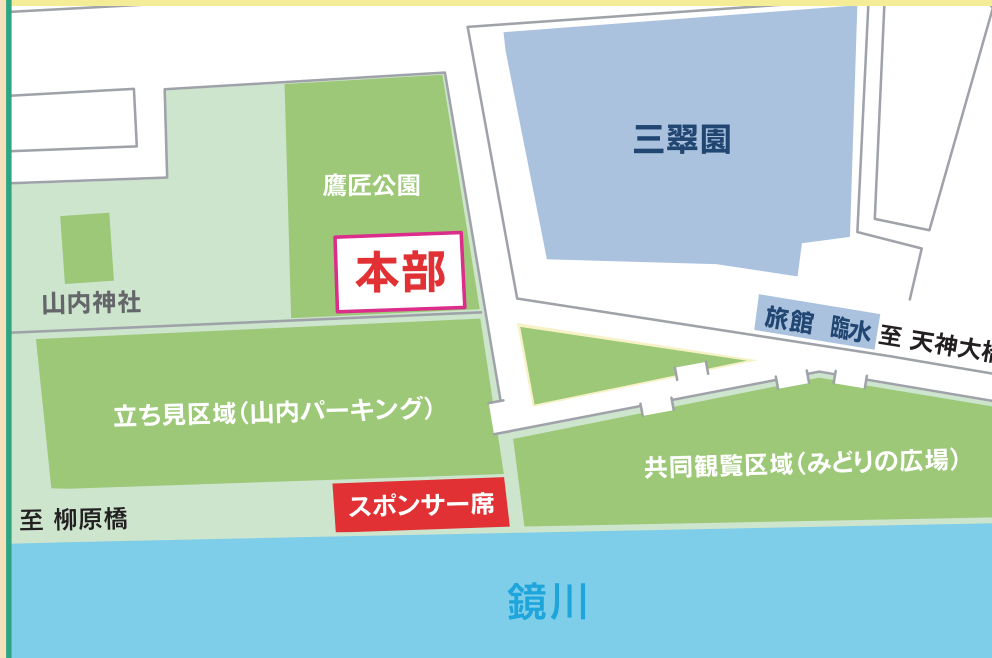 三翠園
鷹匠公園
本部
山内神社
旅館 臨水
至 天神大橋
立ち見区域(山内パーキング)
共同観覧区域(みどりの広場)
スポンサー席
至 柳原橋
鏡川